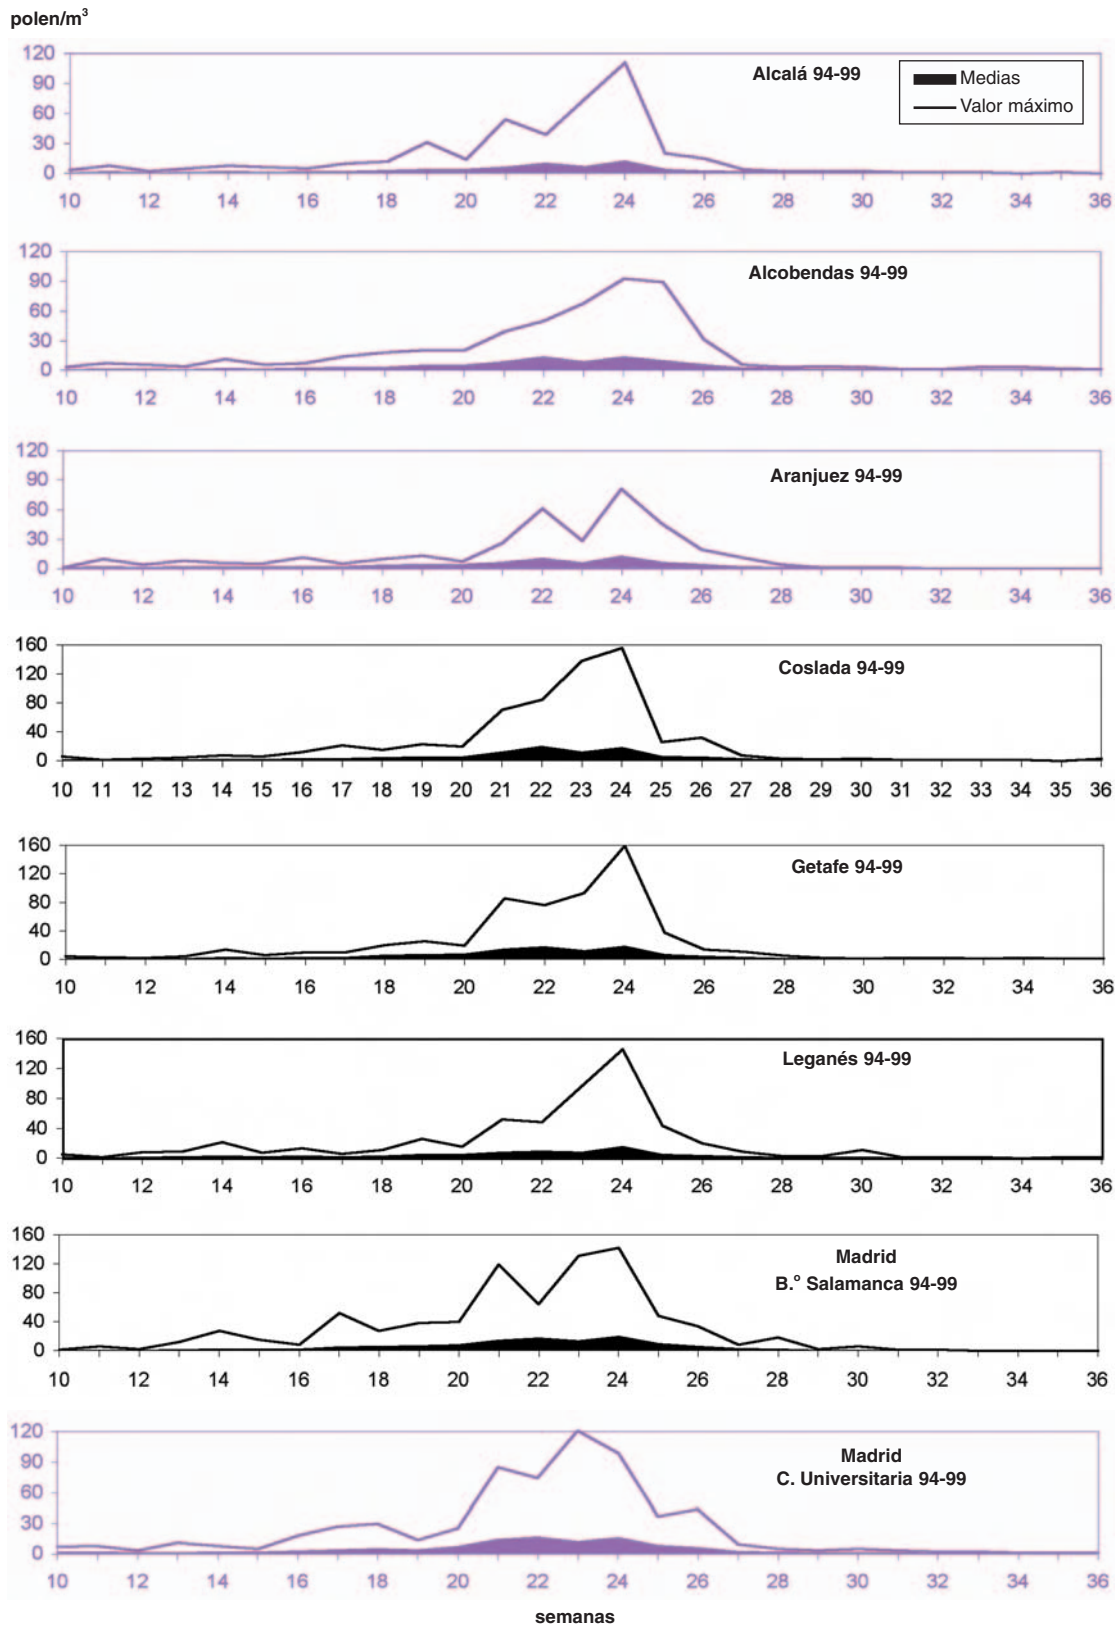 polen/m³
120
90
60
30
0
Alcalá 94-99
Medias
Valor máximo
10 12 14 16 18 20 22 24 26 28 30 32 34 36
120
90
60
30
0
Alcobendas 94-99
10 12 14 16 18 20 22 24 26 28 30 32 34 36
120
90
60
30
0
Aranjuez 94-99
10 12 14 16 18 20 22 24 26 28 30 32 34 36
160
120
80
40
0
Coslada 94-99
10 11 12 13 14 15 16 17 18 19 20 21 22 23 24 25 26 27 28 29 30 31 32 33 34 35 36
160
120
80
40
0
Getafe 94-99
10 12 14 16 18 20 22 24 26 28 30 32 34 36
160
120
80
40
0
Leganés 94-99
10 12 14 16 18 20 22 24 26 28 30 32 34 36
160
120
80
40
0
Madrid
B.º Salamanca 94-99
10 12 14 16 18 20 22 24 26 28 30 32 34 36
120
90
60
30
0
Madrid
C. Universitaria 94-99
10 12 14 16 18 20 22 24 26 28 30 32 34 36
semanas